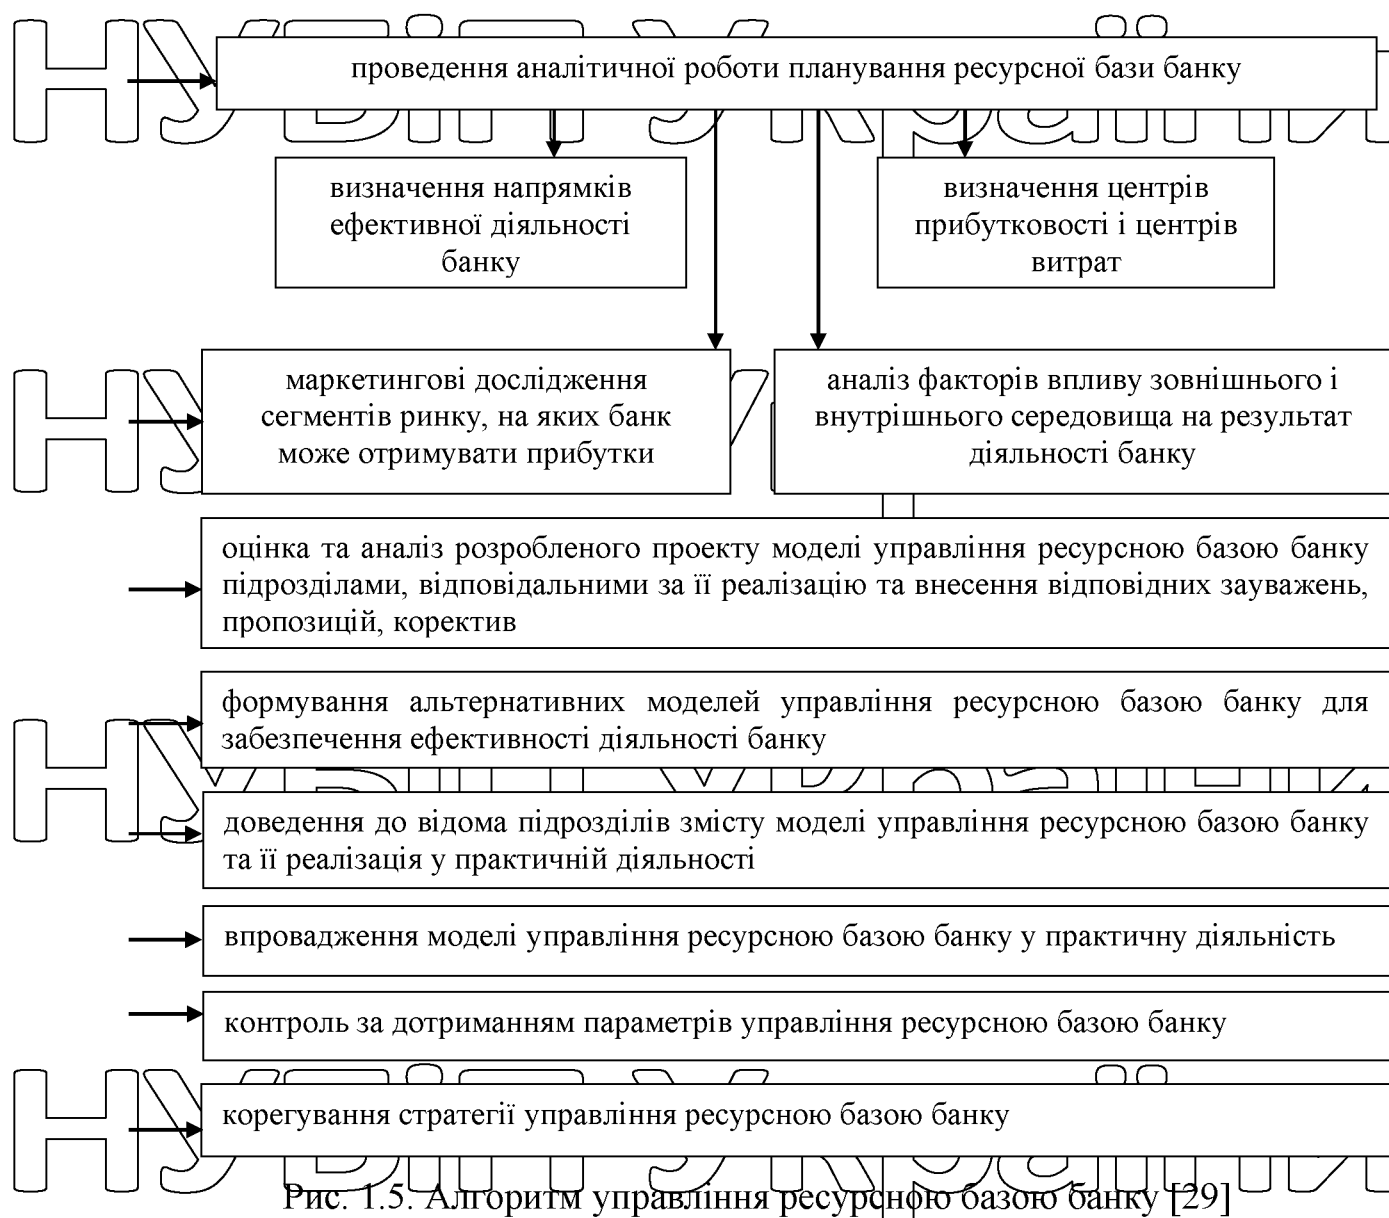 НУБіП України
проведення аналітичної роботи планування ресурсної бази банку
визначення напрямків
ефективної діяльності
банку
визначення центрів
прибутковості і центрів
витрат
маркетингові дослідження
сегментів ринку, на яких банк
може отримувати прибутки
аналіз факторів впливу зовнішнього і
внутрішнього середовища на результат
діяльності банку
оцінка та аналіз розробленого проекту моделі управління ресурсною базою банку
підрозділами, відповідальними за її реалізацію та внесення відповідних зауважень,
пропозицій, коректив
формування альтернативних моделей управління ресурсною базою банку для
забезпечення ефективності діяльності банку
НУБіП України
доведення до відома підрозділів змісту моделі управління ресурсною базою банку
та її реалізація у практичній діяльності
впровадження моделі управління ресурсною базою банку у практичну діяльність
контроль за дотриманням параметрів управління ресурсною базою банку
НУБіП України
корегування стратегії управління ресурсною базою банку
Рис. 1.5. Алгоритм управління ресурсною базою банку [29]